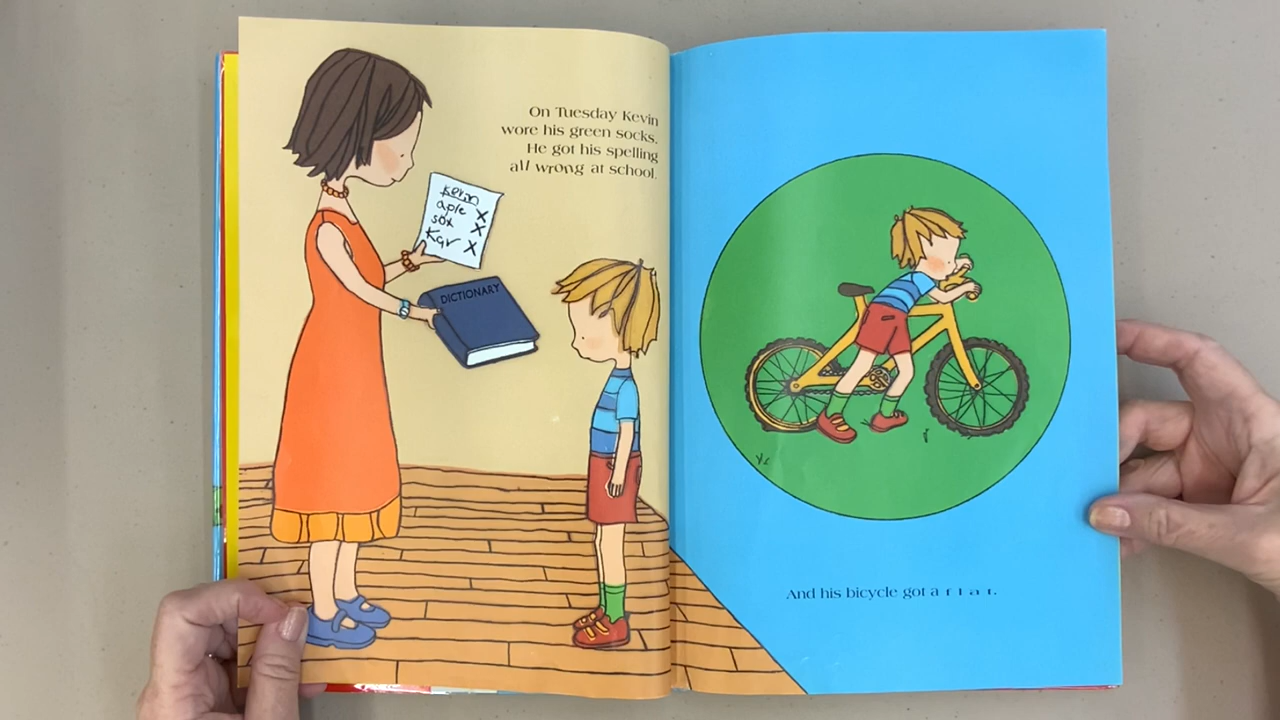 On Tuesday Kevin
wore his green socks.
He got his spelling
all wrong at school.
Kevin
aple
X
sox
X
Kar
X
DICTIONARY
And his bicycle got a f l a t.